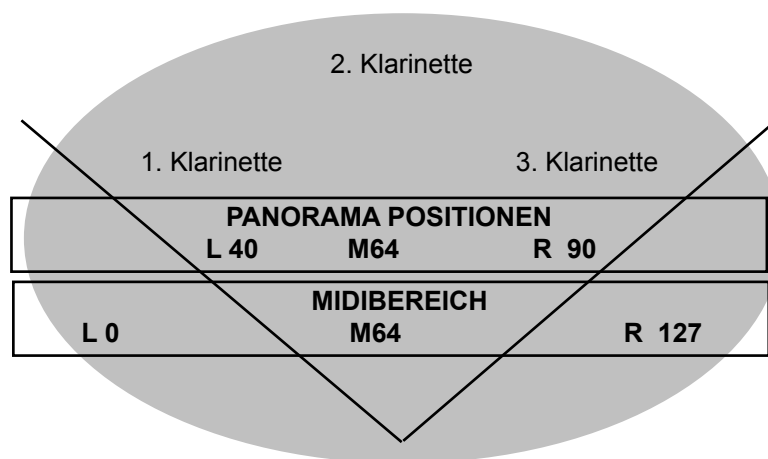 2. Klarinette
1. Klarinette 3. Klarinette
PANORAMA POSITIONEN
L 40 M64 R 90
MIDIBEREICH
L 0 M64 R 127